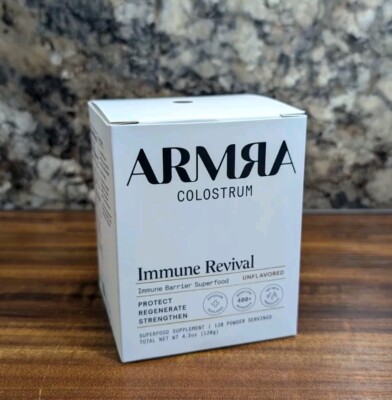 ARMRA
COLOSTRUM
Immune Revival
Immune Barrier Superfood
UNFLAVORED
PROTECT
REGENERATE
STRENGTHEN
400+
SUPERFOOD SUPPLEMENT / 120 POWDER SERVINGS
TOTAL NET WT 4.2oz (120g)